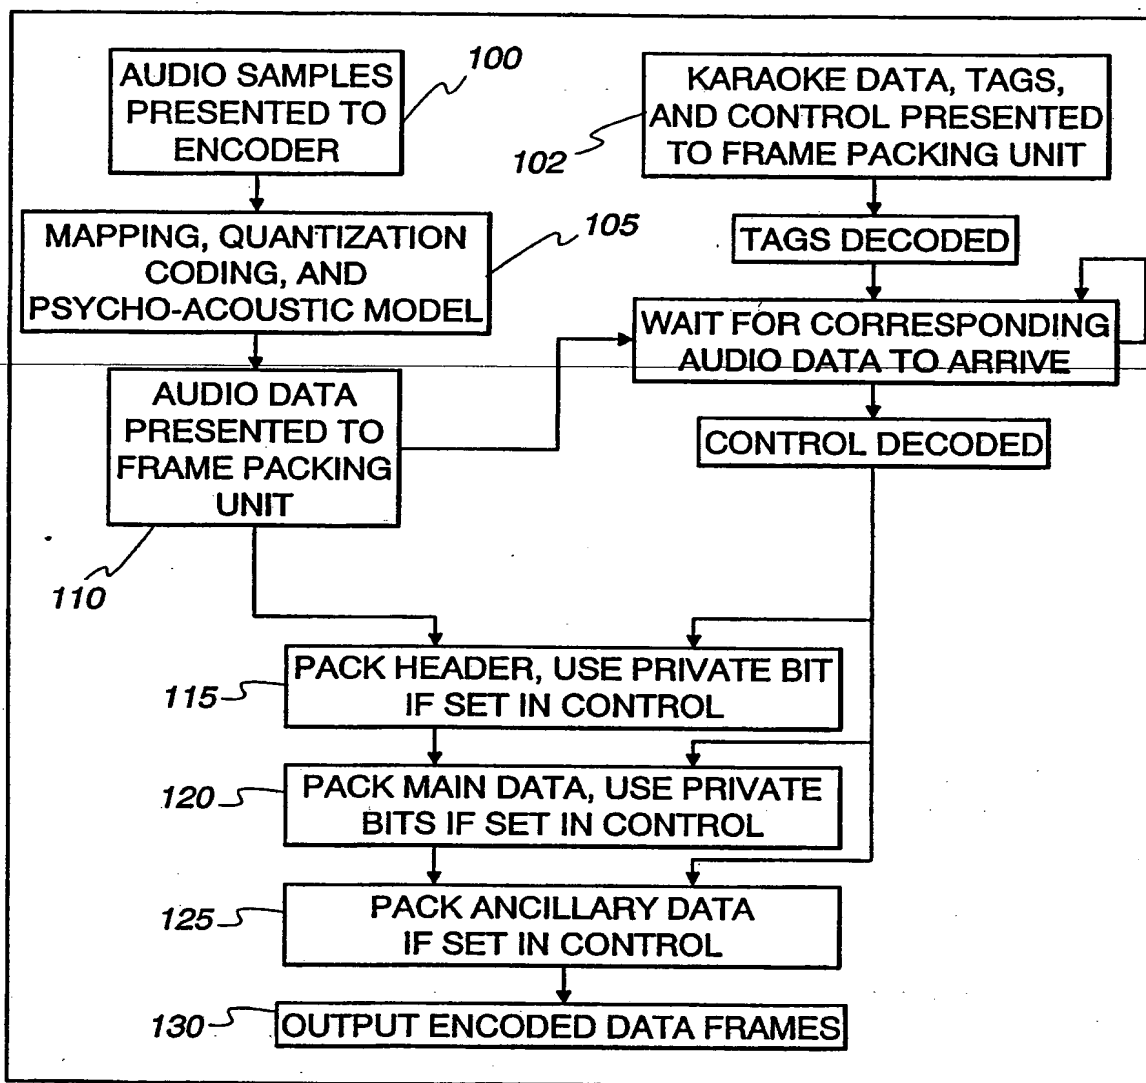 AUDIO SAMPLES
PRESENTED TO
ENCODER
100
KARAOKE DATA, TAGS,
AND CONTROL PRESENTED
TO FRAME PACKING UNIT
102
MAPPING, QUANTIZATION
CODING, AND
PSYCHO-ACOUSTIC MODEL
105
TAGS DECODED
WAIT FOR CORRESPONDING
AUDIO DATA TO ARRIVE
AUDIO DATA
PRESENTED TO
FRAME PACKING
UNIT
110
CONTROL DECODED
PACK HEADER, USE PRIVATE BIT
IF SET IN CONTROL
115
PACK MAIN DATA, USE PRIVATE
BITS IF SET IN CONTROL
120
PACK ANCILLARY DATA
IF SET IN CONTROL
125
OUTPUT ENCODED DATA FRAMES
130